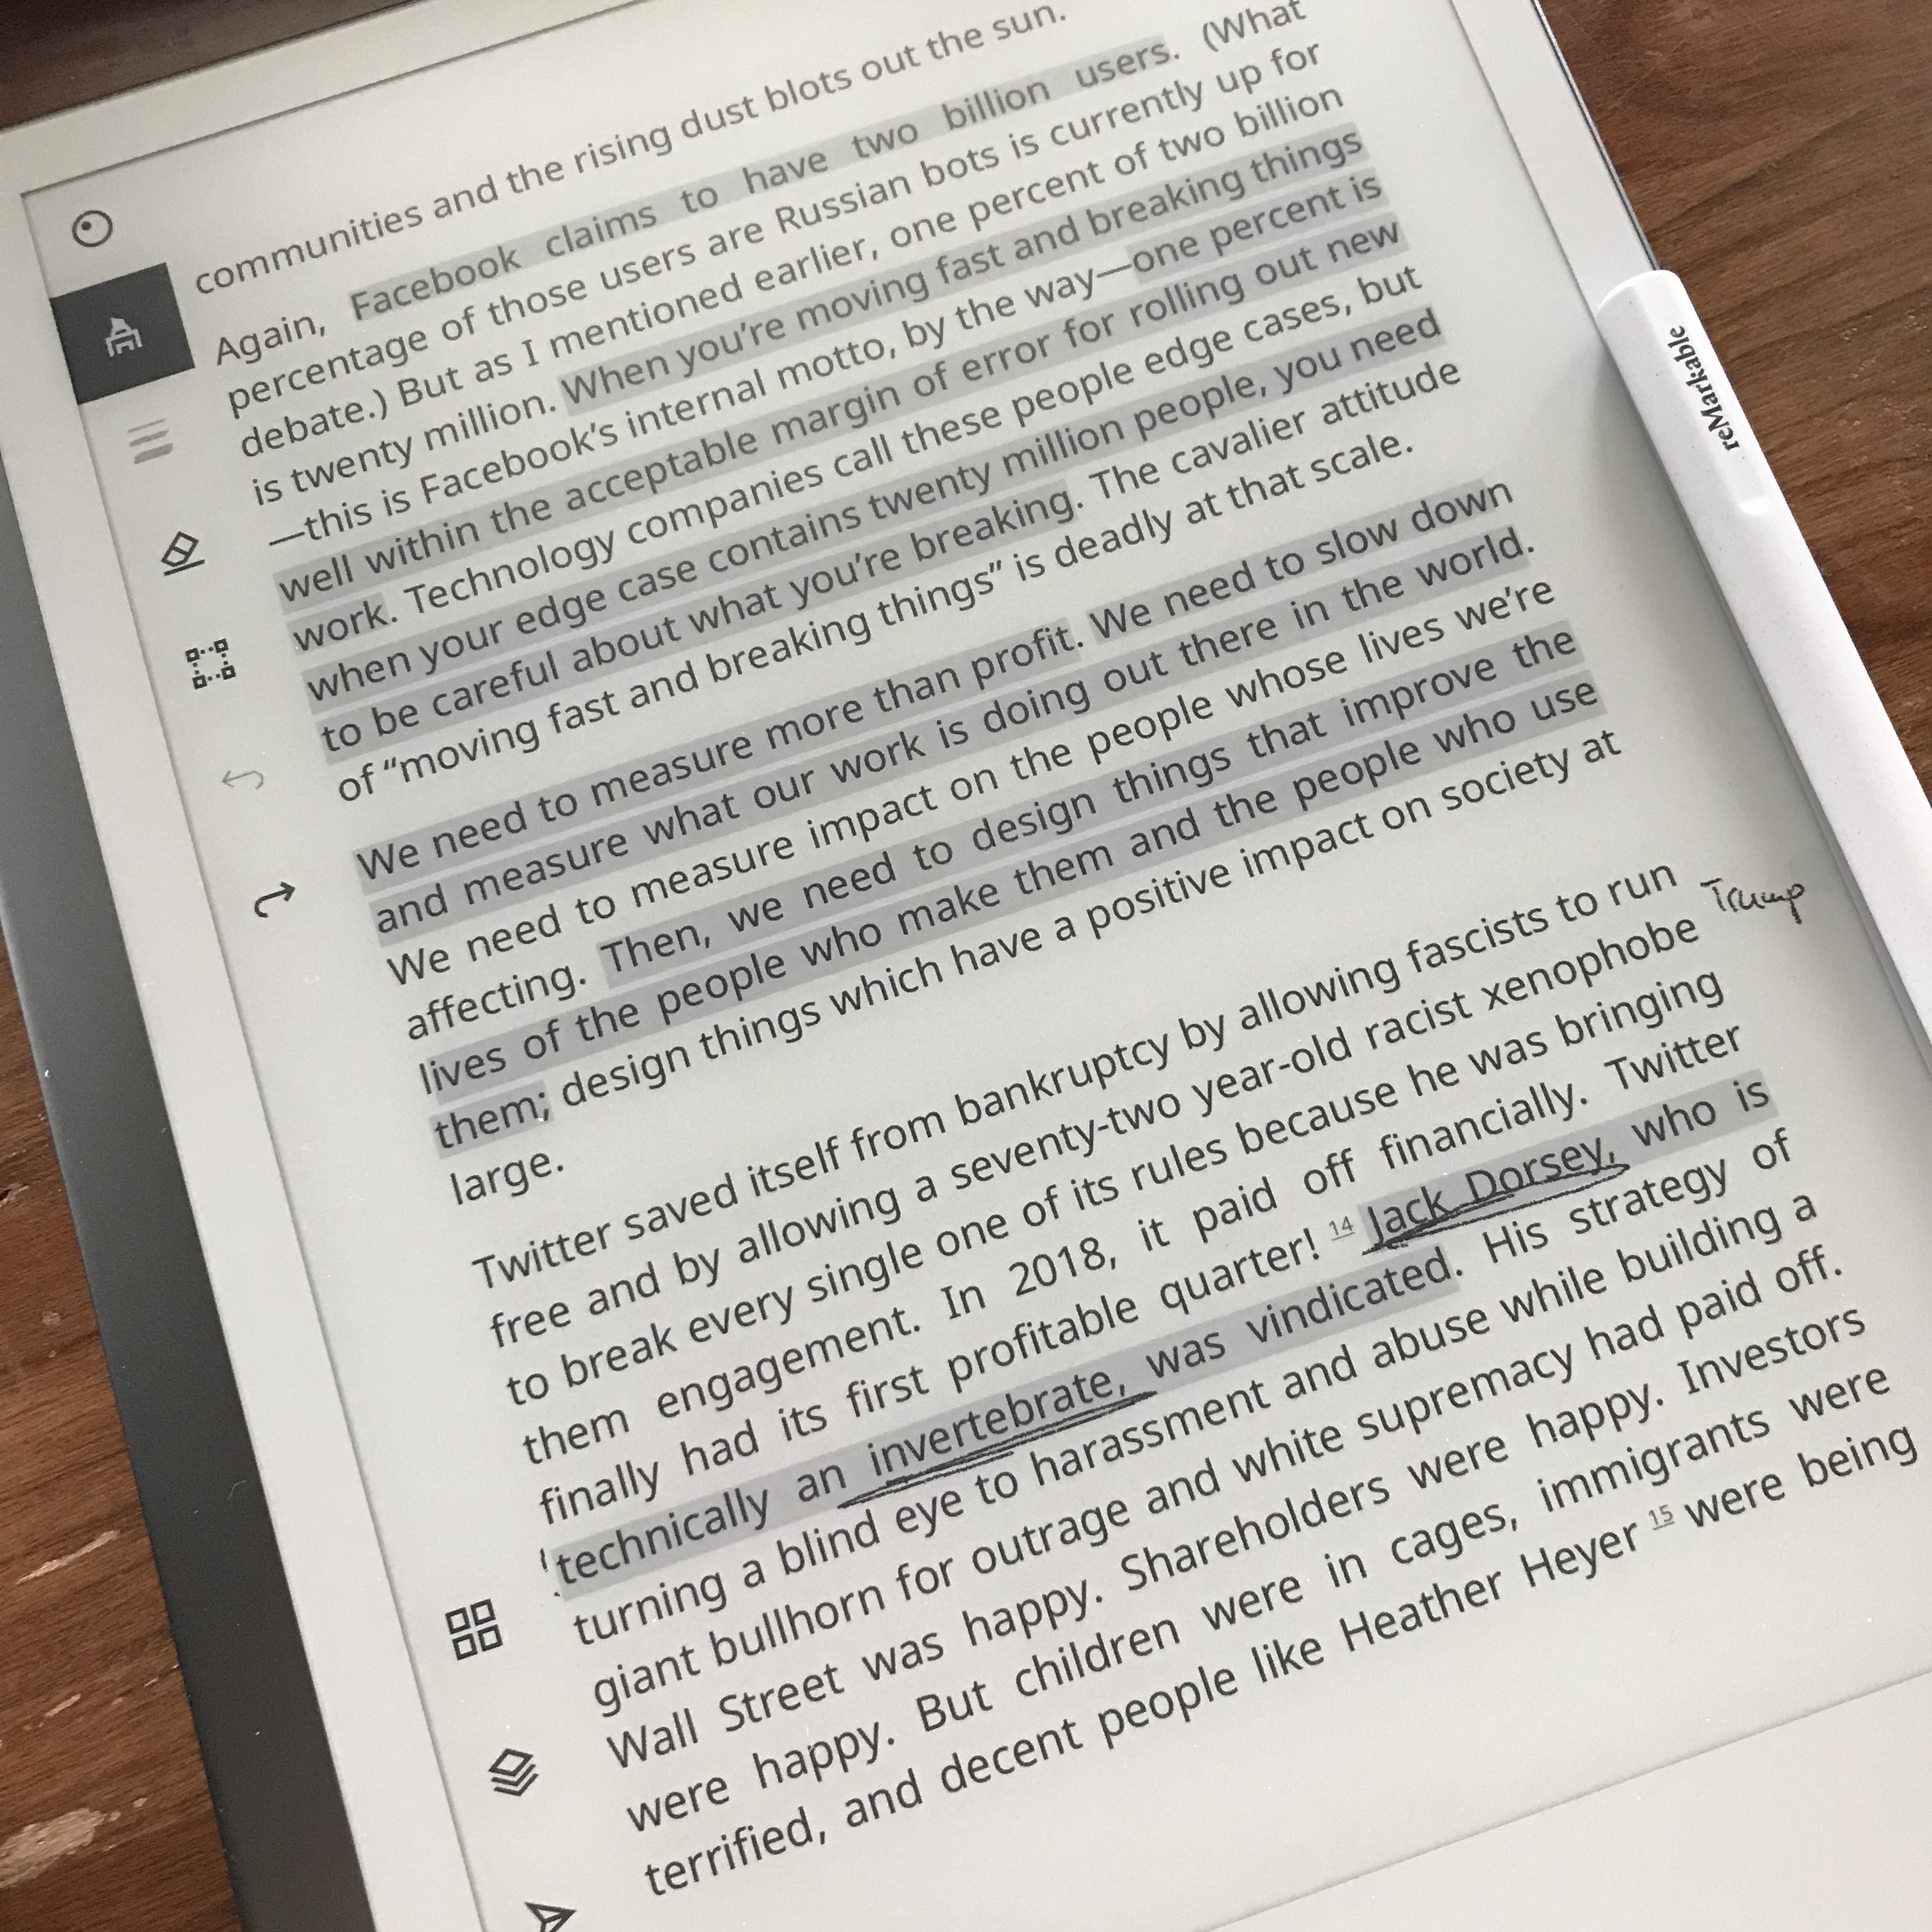 communities and the rising dust blots out the sun.
Again, Facebook claims to have two billion users. (What
percentage of those users are Russian bots is currently up for
debate.) But as I mentioned earlier, one percent of two billion
is twenty million. When you’re moving fast and breaking things
—this is Facebook’s internal motto, by the way—one percent is
well within the acceptable margin of error for rolling out new
work. Technology companies call these people edge cases, but
when your edge case contains twenty million people, you need
to be careful about what you’re breaking. The cavalier attitude
of “moving fast and breaking things” is deadly at that scale.
We need to measure more than profit. We need to slow down
and measure what our work is doing out there in the world.
We need to measure impact on the people whose lives we’re
affecting. Then, we need to design things that improve the
lives of the people who make them and the people who use
them; design things which have a positive impact on society at
large.
Twitter saved itself from bankruptcy by allowing fascists to run
free and by allowing a seventy-two year-old racist xenophobe
Trump
to break every single one of its rules because he was bringing
them engagement. In 2018, it paid off financially. Twitter
finally had its first profitable quarter! 14 Jack Dorsey, who is
technically an invertebrate, was vindicated. His strategy of
turning a blind eye to harassment and abuse while building a
giant bullhorn for outrage and white supremacy had paid off.
Wall Street was happy. Shareholders were happy. Investors
were happy. But children were in cages, immigrants were
terrified, and decent people like Heather Heyer 15 were being
reMarkable